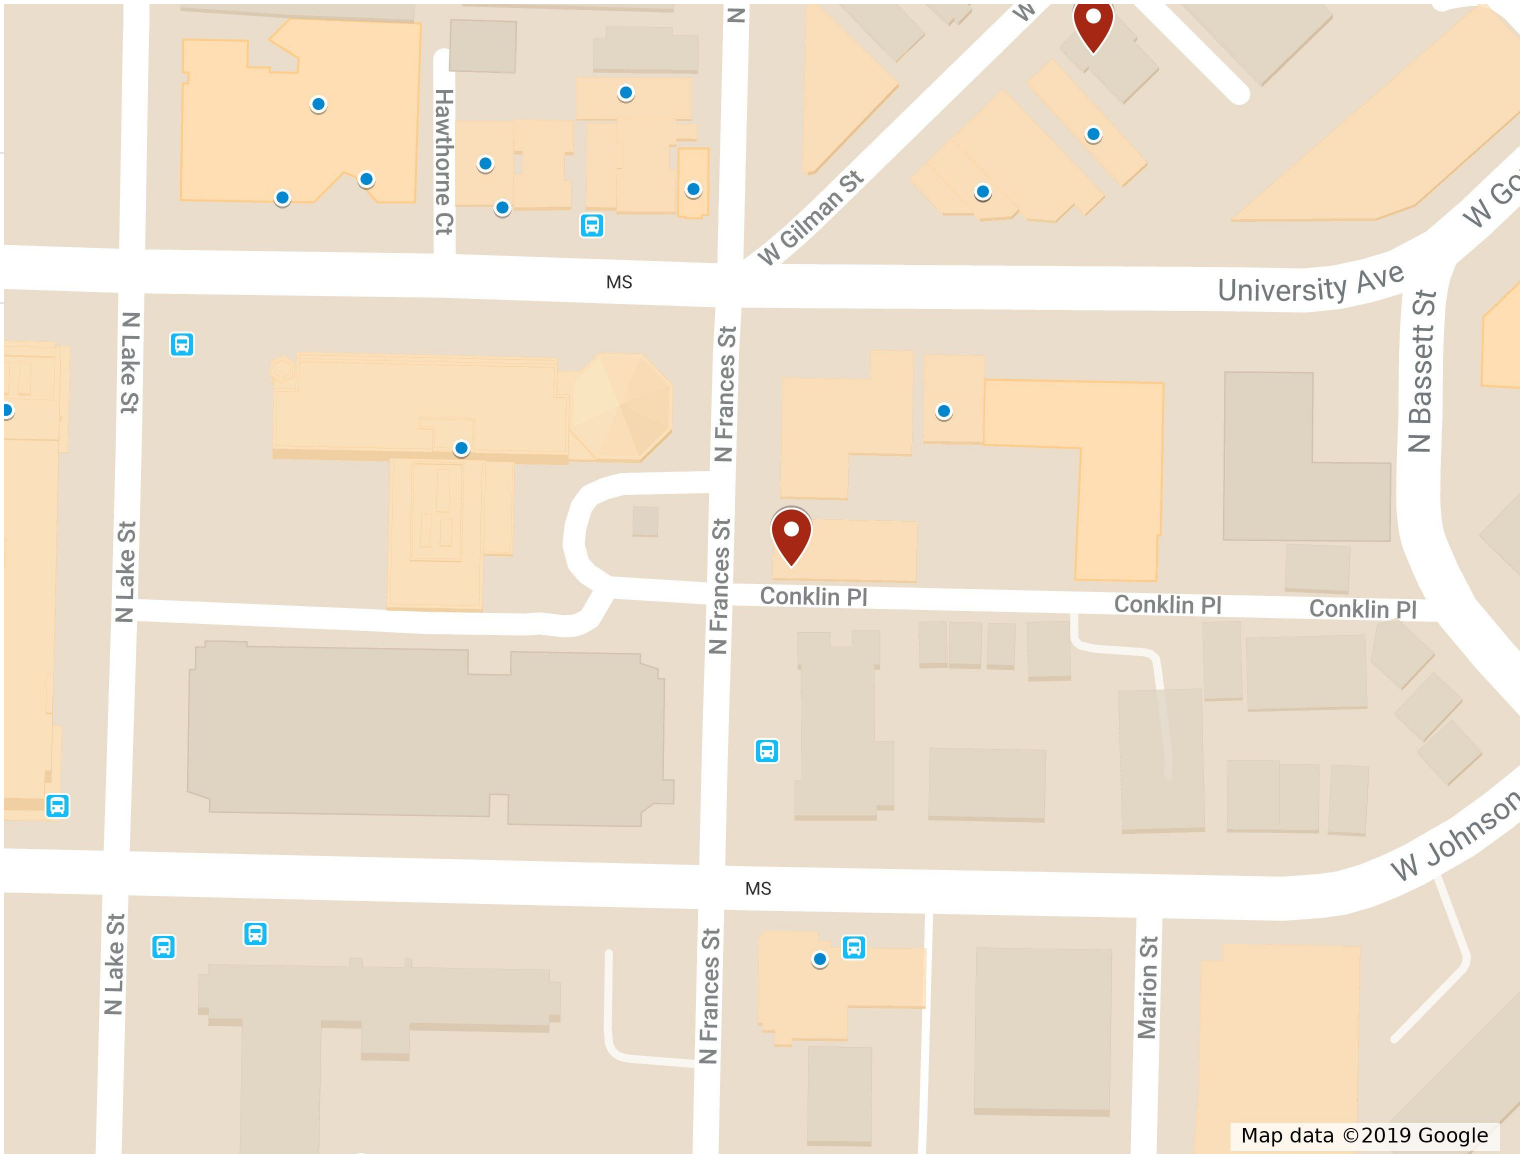 N
W
Hawthorne Ct
W Gilman St
W Go
MS
University Ave
N Lake St
N Frances St
N Bassett St
N Lake St
N Frances St
Conklin Pl
Conklin Pl
Conklin Pl
W Johnson
MS
N Lake St
N Frances St
Marion St
Map data ©2019 Google